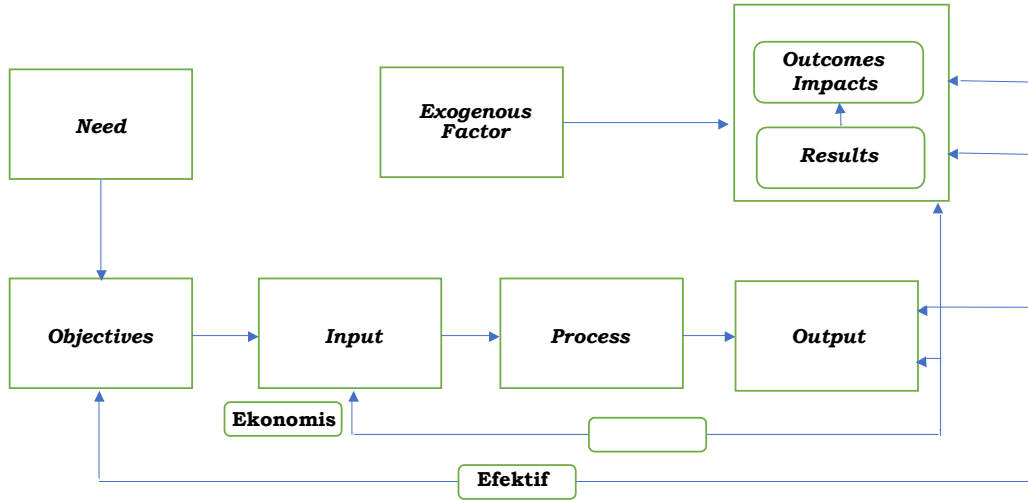 Outcomes
Impacts
Need
Exogenous
Factor
Results
Objectives
Input
Process
Output
Ekonomis
Efektif